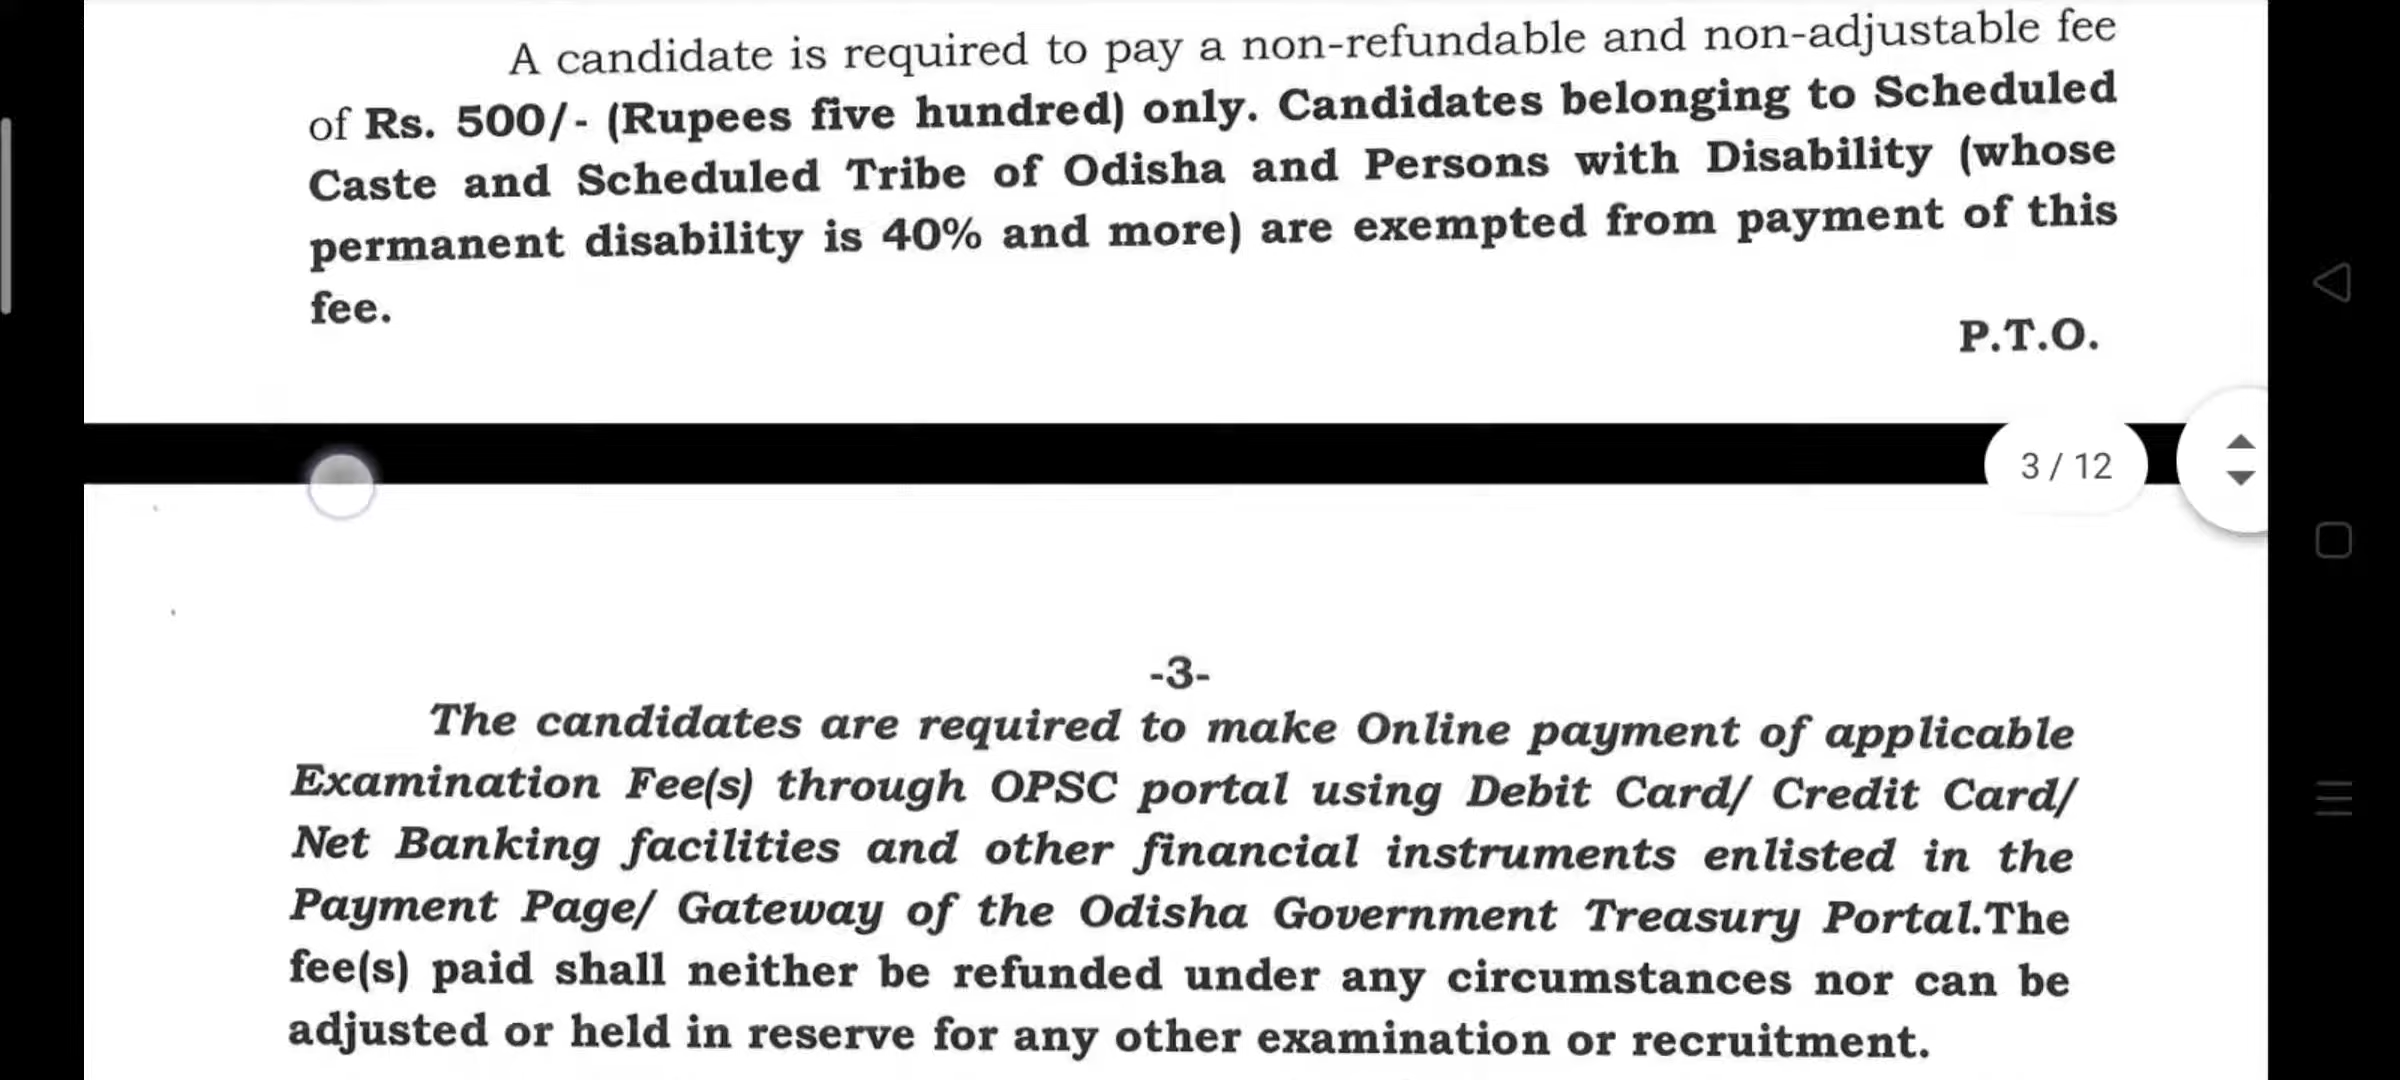 A candidate is required to pay a non-refundable and non-adjustable fee
of Rs. 500/- (Rupees five hundred) only. Candidates belonging to Scheduled
Caste and Scheduled Tribe of Odisha and Persons with Disability (whose
permanent disability is 40% and more) are exempted from payment of this
fee.
P.T.O.
3 / 12
-3-
The candidates are required to make Online payment of applicable
Examination Fee(s) through OPSC portal using Debit Card/ Credit Card/
Net Banking facilities and other financial instruments enlisted in the
Payment Page/ Gateway of the Odisha Government Treasury Portal.The
fee(s) paid shall neither be refunded under any circumstances nor can be
adjusted or held in reserve for any other examination or recruitment.